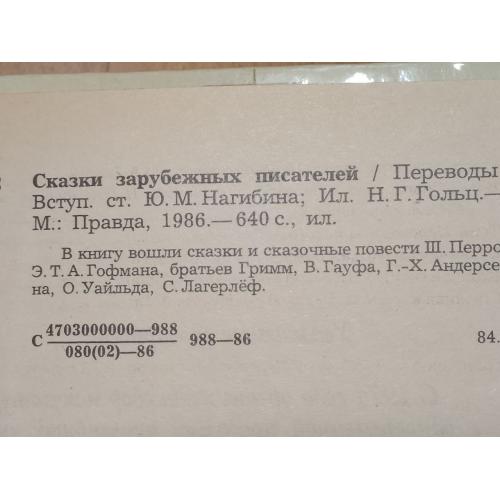 Сказки зарубежных писателей / Переводы
Вступ. ст. Ю. М. Нагибина; Ил. Н. Г. Гольц.—
М.: Правда, 1986.— 640 с., ил.
В книгу вошли сказки и сказочные повести Ш. Перро
Э. Т. А. Гофмана, братьев Гримм, В. Гауфа, Г.-Х. Андерсе-
на, О. Уайльда, С. Лагерлёф.
4703000000—988
С 988—86 84.
080(02)—86